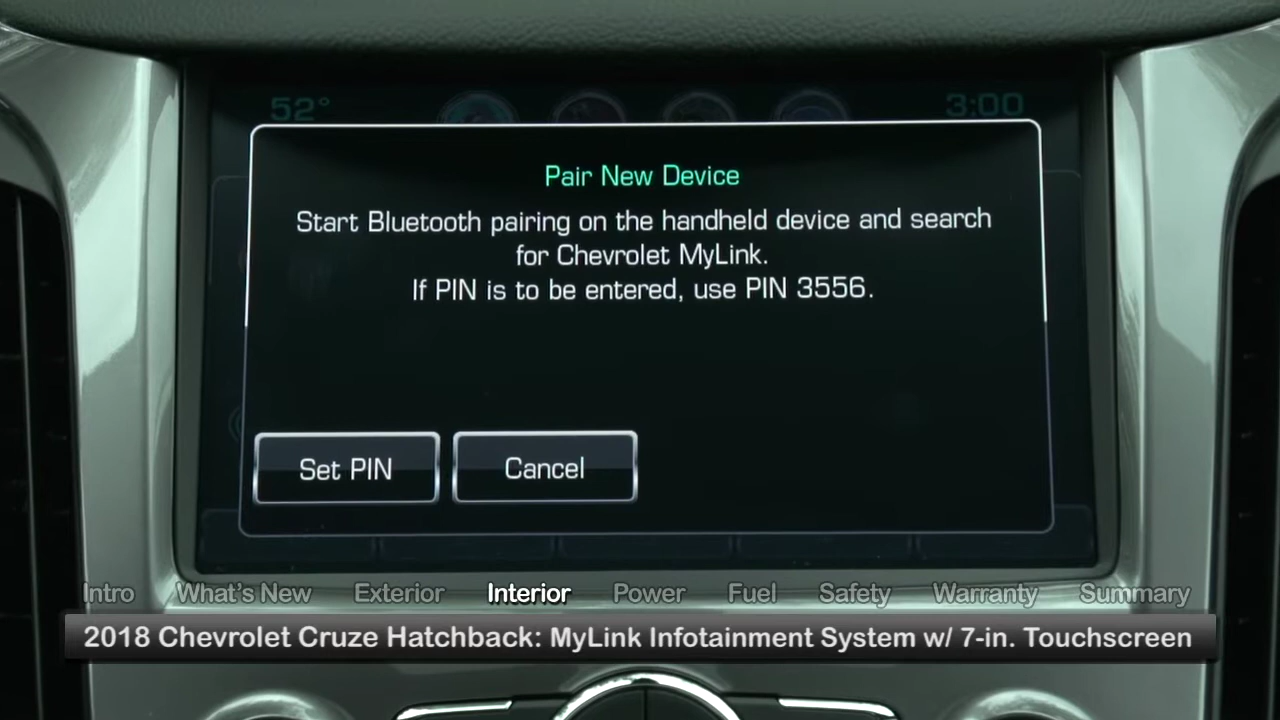 52° 3:00
Pair New Device
Start Bluetooth pairing on the handheld device and search
for Chevrolet MyLink.
If PIN is to be entered, use PIN 3556.
Set PIN Cancel
Intro What's New Exterior Interior Power Fuel Safety Warranty Summary
2018 Chevrolet Cruze Hatchback: MyLink Infotainment System w/ 7-in. Touchscreen